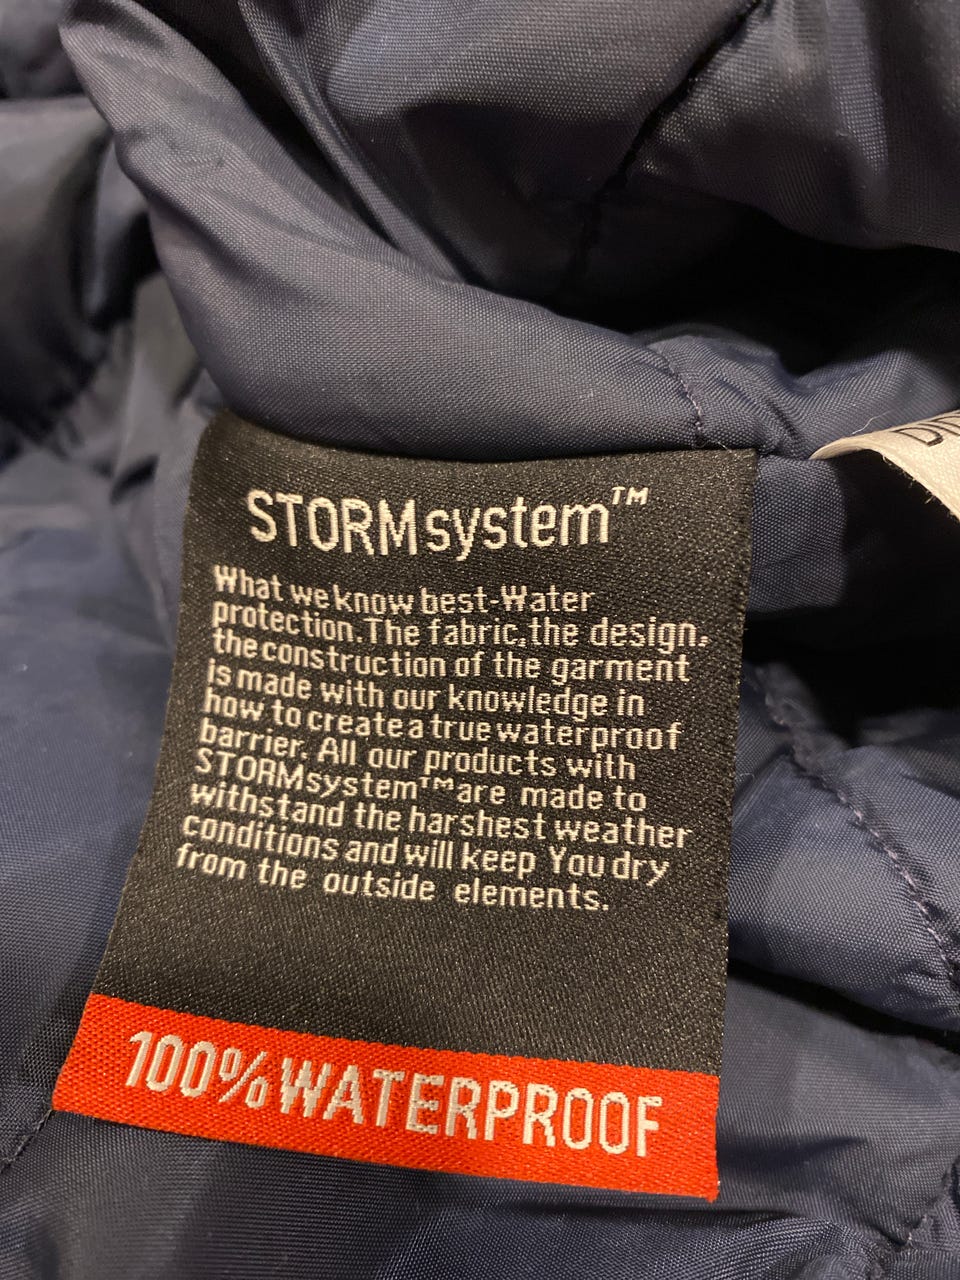 STORMsystem™
What we know best-Water
protection.The fabric,the design,
the construction of the garment
is made with our knowledge in
how to create a true waterproof
barrier. All our products with
STORMsystem™are made to
withstand the harshest weather
conditions and will keep You dry
from the outside elements.
100% WATERPROOF